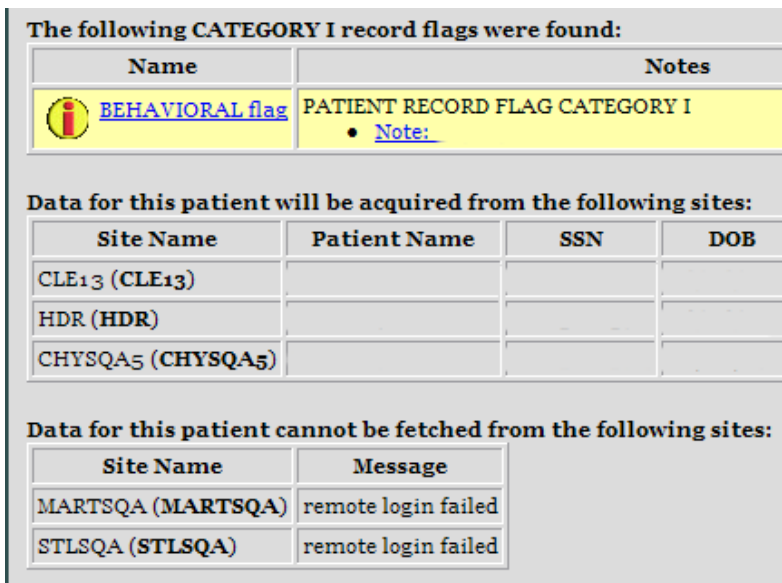 The following CATEGORY I record flags were found:
Name Notes
BEHAVIORAL flag PATIENT RECORD FLAG CATEGORY I
• Note:
Data for this patient will be acquired from the following sites:
Site Name Patient Name SSN DOB
CLE13 (CLE13)
HDR (HDR)
CHYSQA5 (CHYSQA5)
Data for this patient cannot be fetched from the following sites:
Site Name Message
MARTSQA (MARTSQA) remote login failed
STLSQA (STLSQA) remote login failed